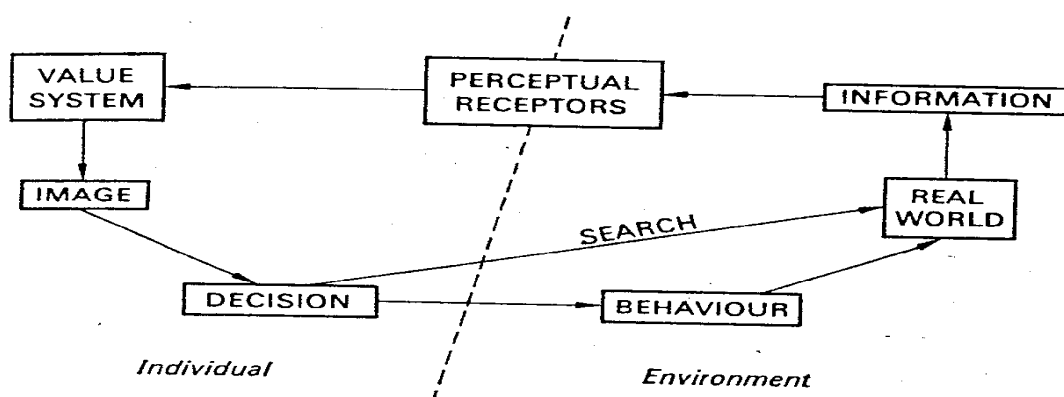 VALUE
SYSTEM
PERCEPTUAL
RECEPTORS
INFORMATION
IMAGE
REAL
WORLD
SEARCH
DECISION
BEHAVIOUR
Individual
Environment